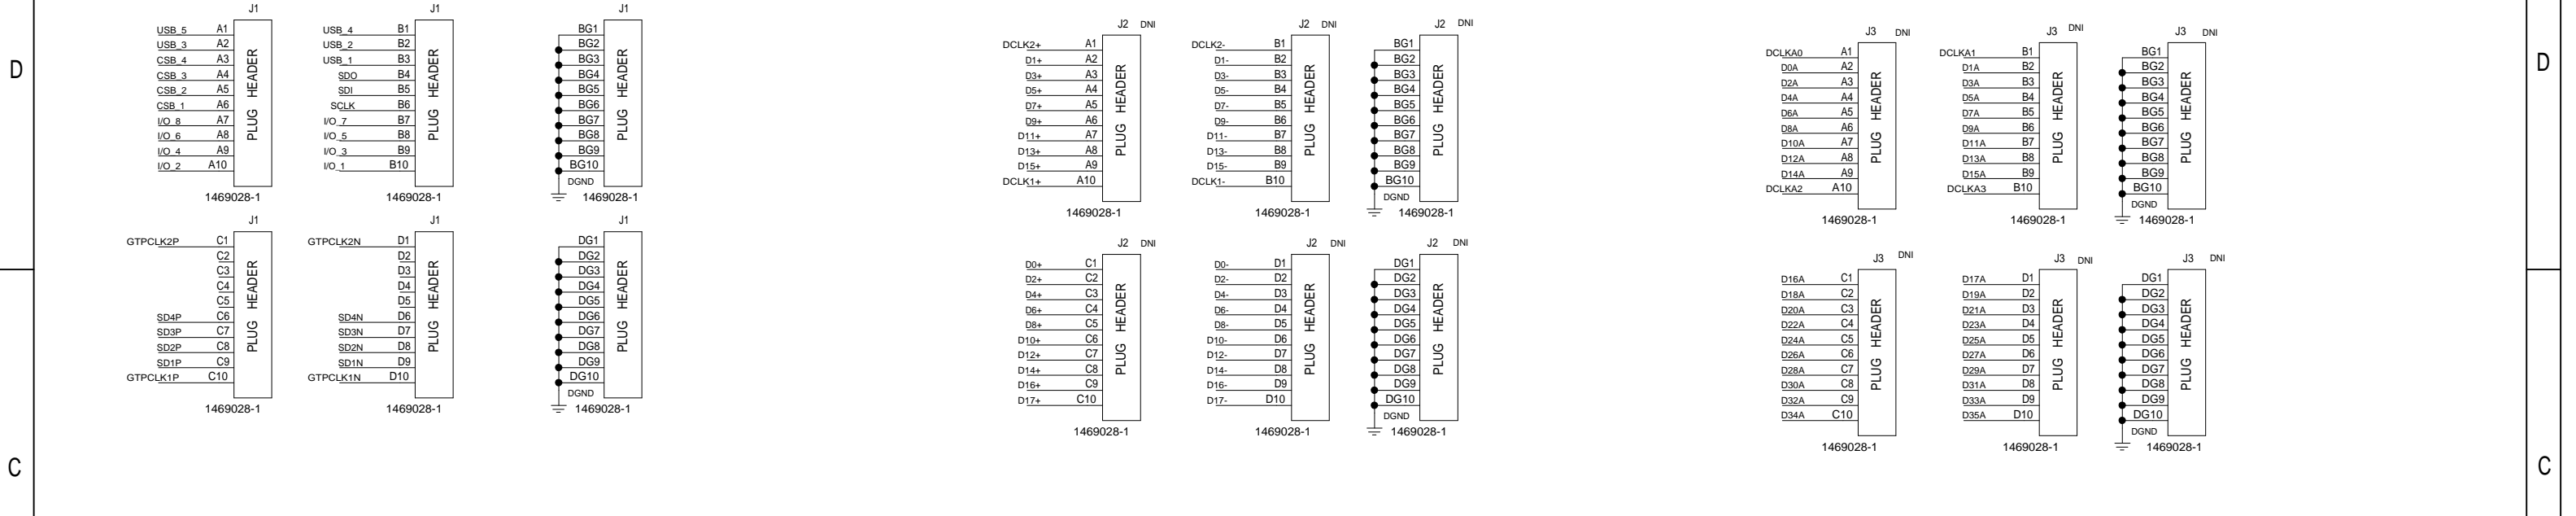 D
J1
USB_5 A1
USB_3 A2
CSB_4 A3
CSB_3 A4
CSB_2 A5
CSB_1 A6
I/O_8 A7
I/O_6 A8
I/O_4 A9
I/O_2 A10
PLUG HEADER
1469028-1
J1
USB_4 B1
USB_2 B2
USB_1 B3
SDO B4
SDI B5
SCLK B6
I/O_7 B7
I/O_5 B8
I/O_3 B9
I/O_1 B10
PLUG HEADER
1469028-1
J1
BG1
BG2
BG3
BG4
BG5
BG6
BG7
BG8
BG9
BG10
DGND
PLUG HEADER
1469028-1
J2 DNI
DCLK2+ A1
D1+ A2
D3+ A3
D5+ A4
D7+ A5
D9+ A6
D11+ A7
D13+ A8
D15+ A9
DCLK1+ A10
PLUG HEADER
1469028-1
J2 DNI
DCLK2- B1
D1- B2
D3- B3
D5- B4
D7- B5
D9- B6
D11- B7
D13- B8
D15- B9
DCLK1- B10
PLUG HEADER
1469028-1
J2 DNI
BG1
BG2
BG3
BG4
BG5
BG6
BG7
BG8
BG9
BG10
DGND
PLUG HEADER
1469028-1
J3 DNI
DCLKA0 A1
D0A A2
D2A A3
D4A A4
D6A A5
D8A A6
D10A A7
D12A A8
D14A A9
DCLKA2 A10
PLUG HEADER
1469028-1
J3 DNI
DCLKA1 B1
D1A B2
D3A B3
D5A B4
D7A B5
D9A B6
D11A B7
D13A B8
D15A B9
DCLKA3 B10
PLUG HEADER
1469028-1
J3 DNI
BG1
BG2
BG3
BG4
BG5
BG6
BG7
BG8
BG9
BG10
DGND
PLUG HEADER
1469028-1
D
J1
GTPCLK2P C1
C2
C3
C4
C5
SD4P C6
SD3P C7
SD2P C8
SD1P C9
GTPCLK1P C10
PLUG HEADER
1469028-1
J1
GTPCLK2N D1
D2
D3
D4
D5
SD4N D6
SD3N D7
SD2N D8
SD1N D9
GTPCLK1N D10
PLUG HEADER
1469028-1
J1
DG1
DG2
DG3
DG4
DG5
DG6
DG7
DG8
DG9
DG10
DGND
PLUG HEADER
1469028-1
J2 DNI
D0+ C1
D2+ C2
D4+ C3
D6+ C4
D8+ C5
D10+ C6
D12+ C7
D14+ C8
D16+ C9
D17+ C10
PLUG HEADER
1469028-1
J2 DNI
D0- D1
D2- D2
D4- D3
D6- D4
D8- D5
D10- D6
D12- D7
D14- D8
D16- D9
D17- D10
PLUG HEADER
1469028-1
J2 DNI
DG1
DG2
DG3
DG4
DG5
DG6
DG7
DG8
DG9
DG10
DGND
PLUG HEADER
1469028-1
J3 DNI
D16A C1
D18A C2
D20A C3
D22A C4
D24A C5
D26A C6
D28A C7
D30A C8
D32A C9
D34A C10
PLUG HEADER
1469028-1
J3 DNI
D17A D1
D19A D2
D21A D3
D23A D4
D25A D5
D27A D6
D29A D7
D31A D8
D33A D9
D35A D10
PLUG HEADER
1469028-1
J3 DNI
DG1
DG2
DG3
DG4
DG5
DG6
DG7
DG8
DG9
DG10
DGND
PLUG HEADER
1469028-1
C
C